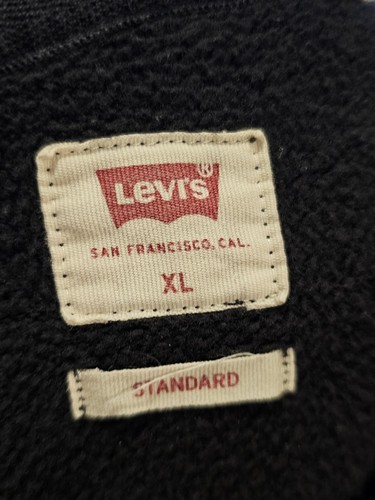 Levi's®
SAN FRANCISCO, CAL.
XL
STANDARD